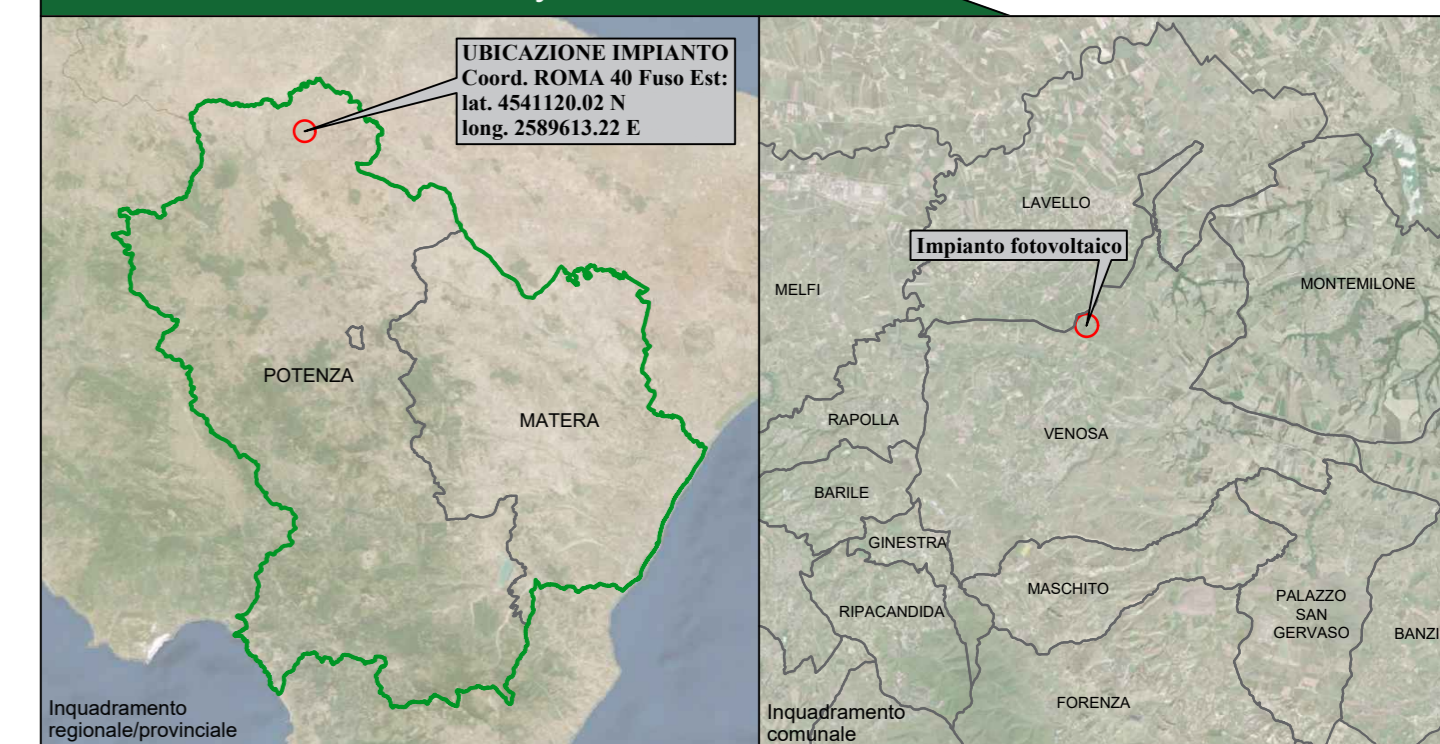 UBICAZIONE IMPIANTO
Coord. ROMA 40 Fuso Est:
lat. 4541120.02 N
long. 2589613.22 E
POTENZA
MATERA
Inquadramento
regionale/provinciale
LAVELLO
Impianto fotovoltaico
MELFI
MONTEMILONE
RAPOLLA
VENOSA
BARILE
GINESTRA
MASCHITO
RIPACANDIDA
PALAZZO
SAN
GERVASO
BANZI
FORENZA
Inquadramento
comunale